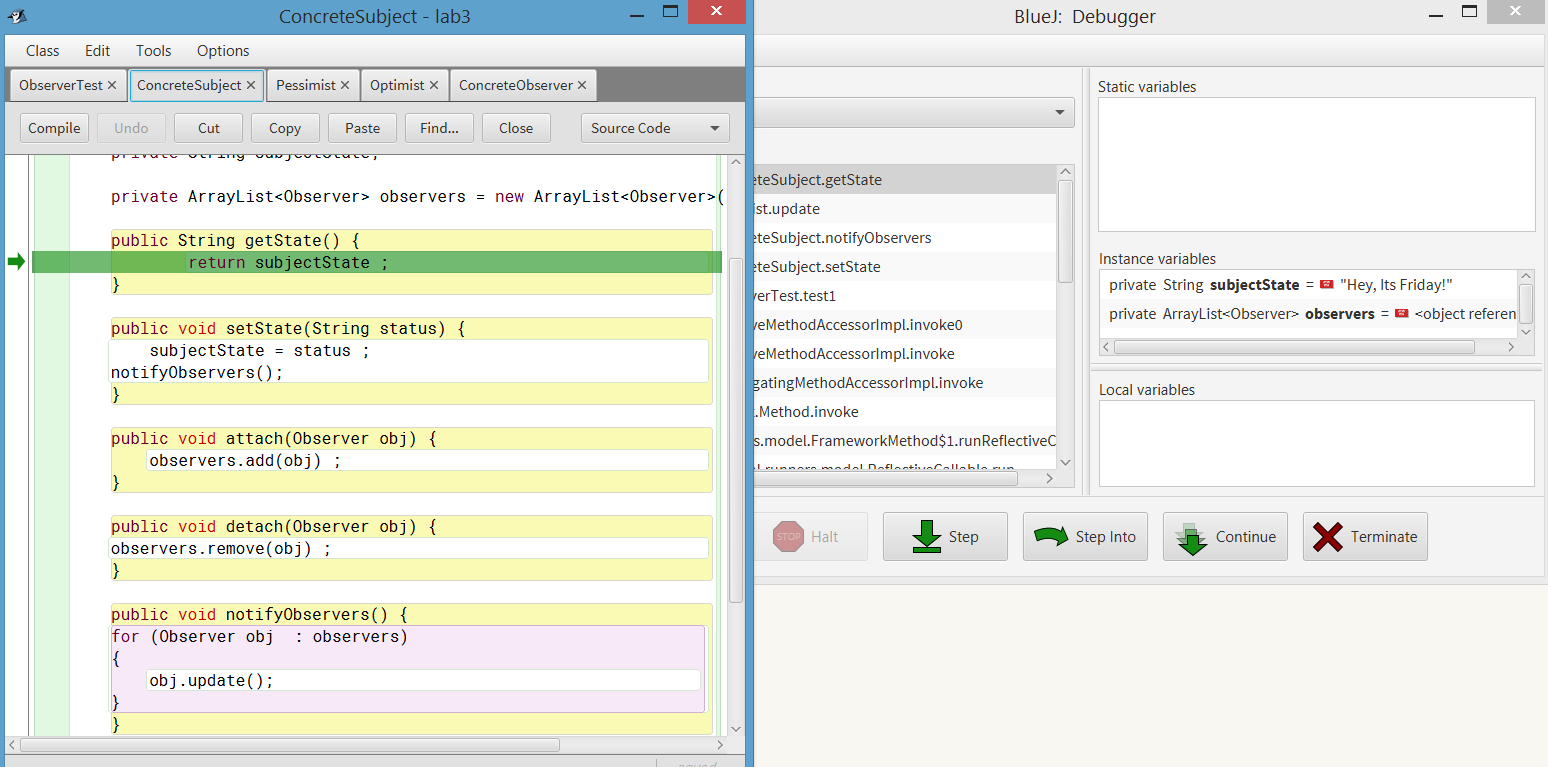 ConcreteSubject - lab3
Class Edit Tools Options
ObserverTest ConcreteSubject Pessimist Optimist ConcreteObserver
Compile Undo Cut Copy Paste Find... Close Source Code
private String subjectState;
private ArrayList<Observer> observers = new ArrayList<Observer>(
public String getState() {
return subjectState ;
}
public void setState(String status) {
subjectState = status ;
notifyObservers();
}
public void attach(Observer obj) {
observers.add(obj) ;
}
public void detach(Observer obj) {
observers.remove(obj) ;
}
public void notifyObservers() {
for (Observer obj  : observers)
{
obj.update();
}
}
saved
BlueJ: Debugger
eteSubject.getState
ist.update
eteSubject.notifyObservers
eteSubject.setState
verTest.test1
veMethodAccessorImpl.invoke0
veMethodAccessorImpl.invoke
gatingMethodAccessorImpl.invoke
t.Method.invoke
s.model.FrameworkMethod$1.runReflectiveC
al.runners.model.ReflectiveCallable.run
Static variables
Instance variables
private String subjectState = "Hey, Its Friday!"
private ArrayList<Observer> observers = <object referen
Local variables
STOP Halt Step Step Into Continue Terminate